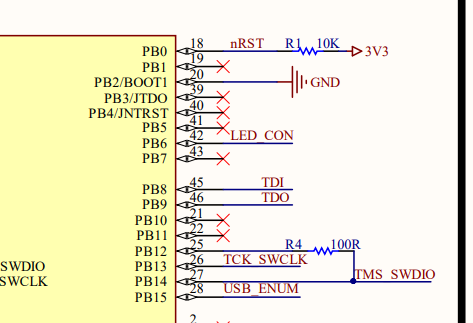 PB0 18 nRST R1 10K 3V3
PB1 19
PB2/BOOT1 20 GND
PB3/JTDO 39
PB4/JNTRST 40
PB5 41
PB6 42 LED_CON
PB7 43
PB8 45 TDI
PB9 46 TDO
PB10 21
PB11 22
PB12 25 R4 100R
SWDIO PB13 26 TCK_SWCLK
SWCLK PB14 27 TMS_SWDIO
PB15 28 USB_ENUM
2